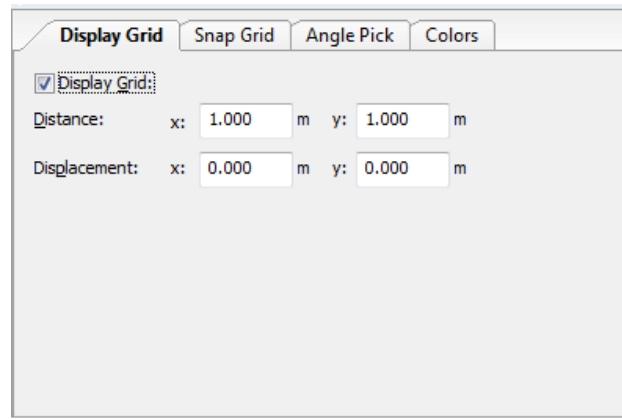 Display Grid Snap Grid Angle Pick Colors
Display Grid:
Distance: x: 1.000 m y: 1.000 m
Displacement: x: 0.000 m y: 0.000 m